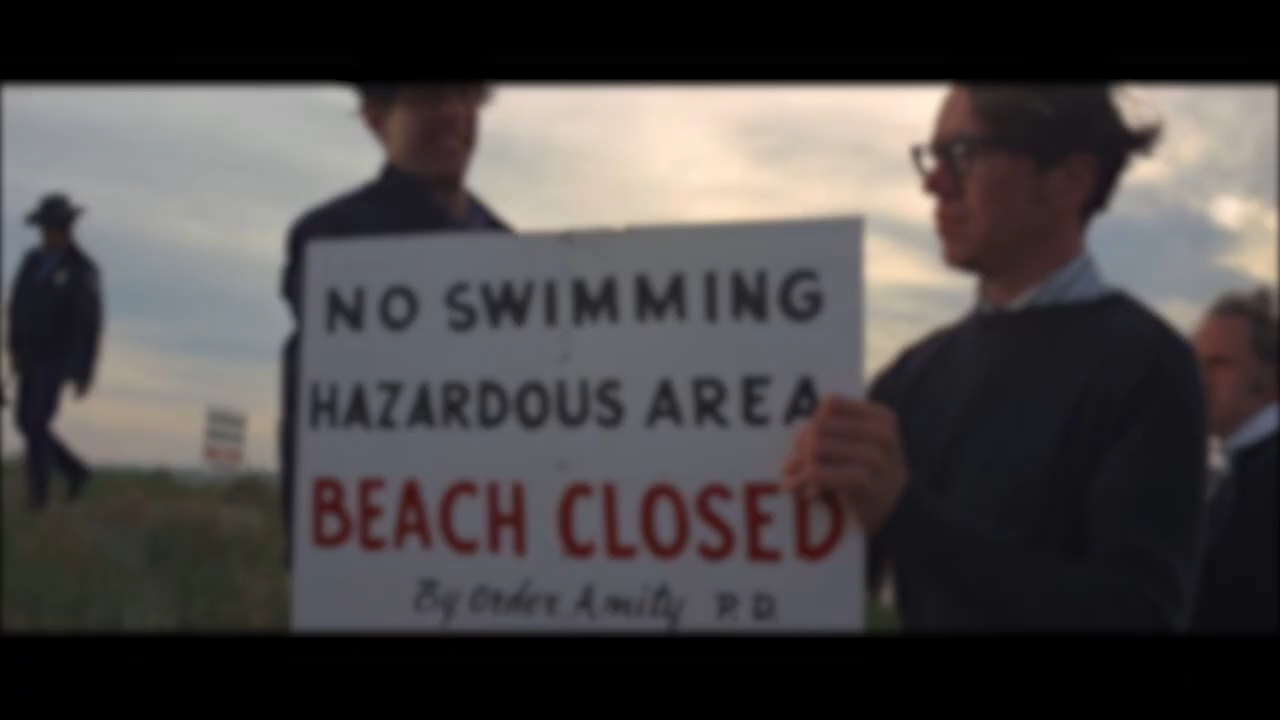 NO SWIMMING
HAZARDOUS AREA
BEACH CLOSED
By Order Amity P.D.